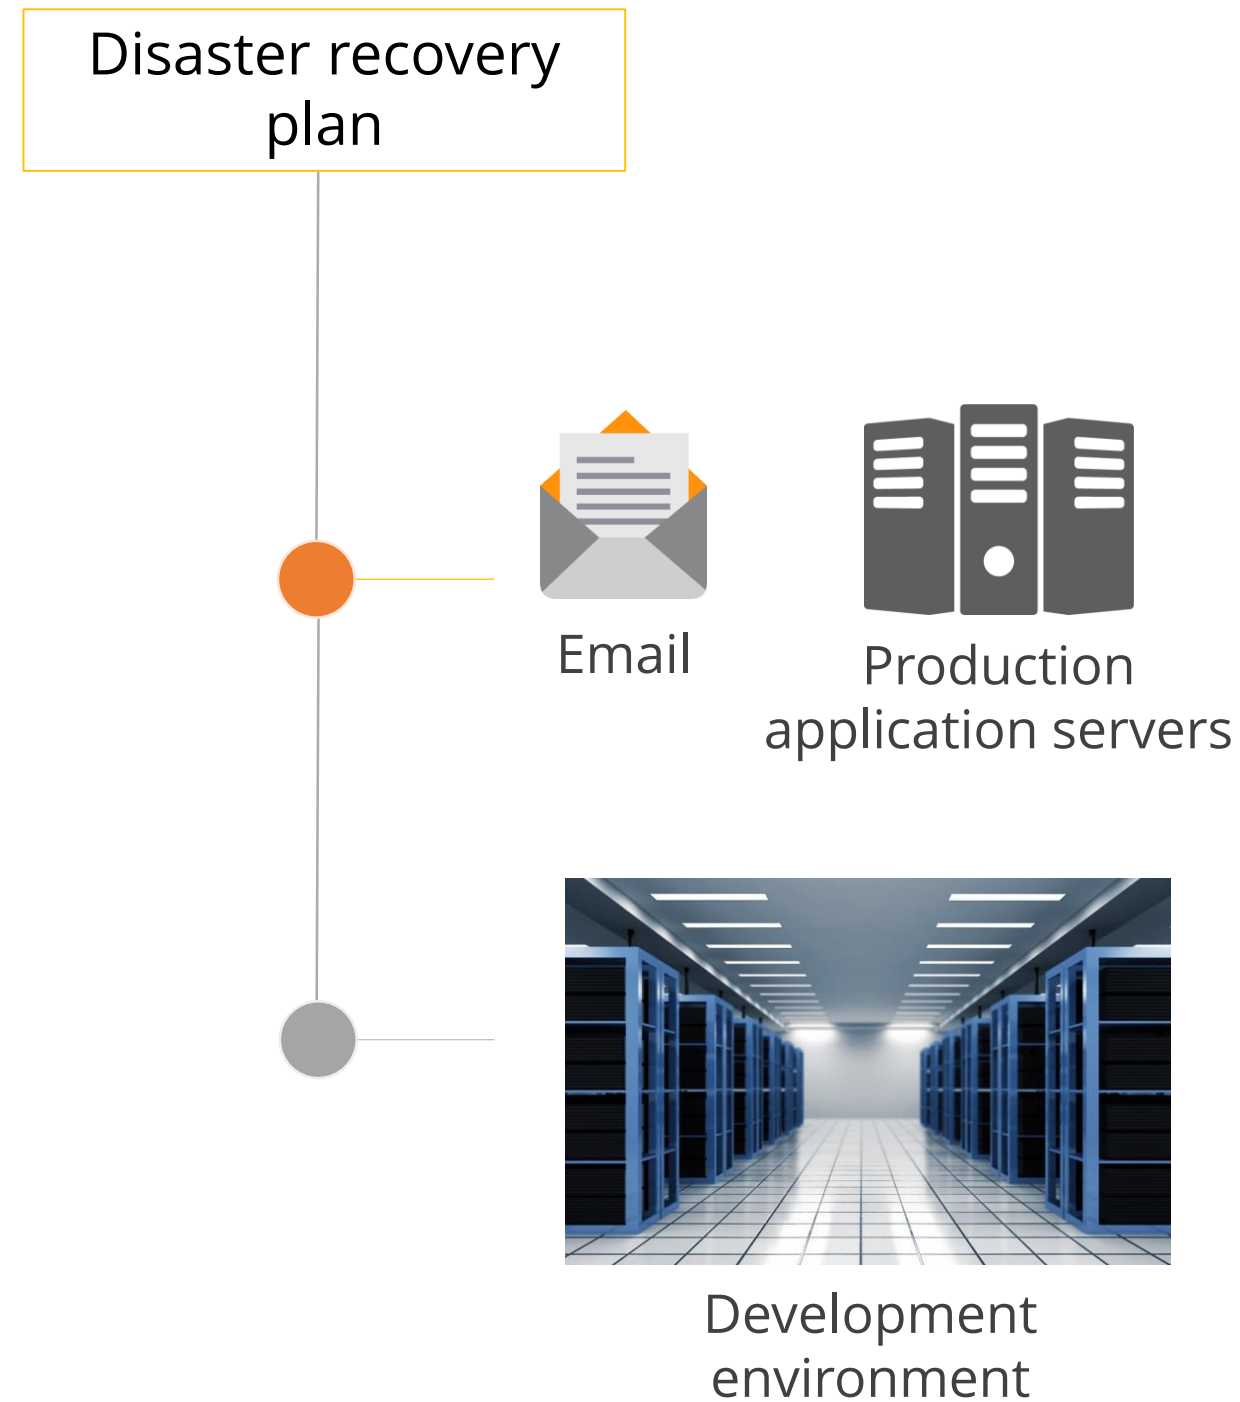 Disaster recovery
plan
Email
Production
application servers
Development
environment